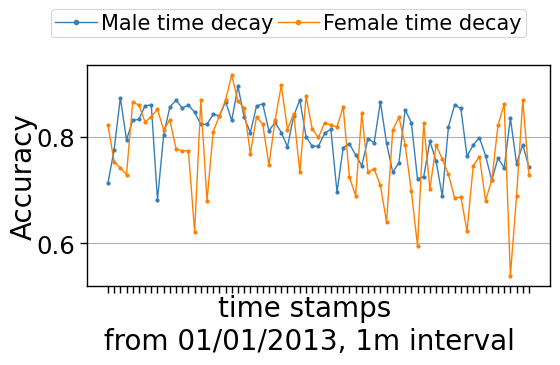 Male time decay Female time decay
Accuracy
0.8
0.6
time stamps
from 01/01/2013, 1m interval